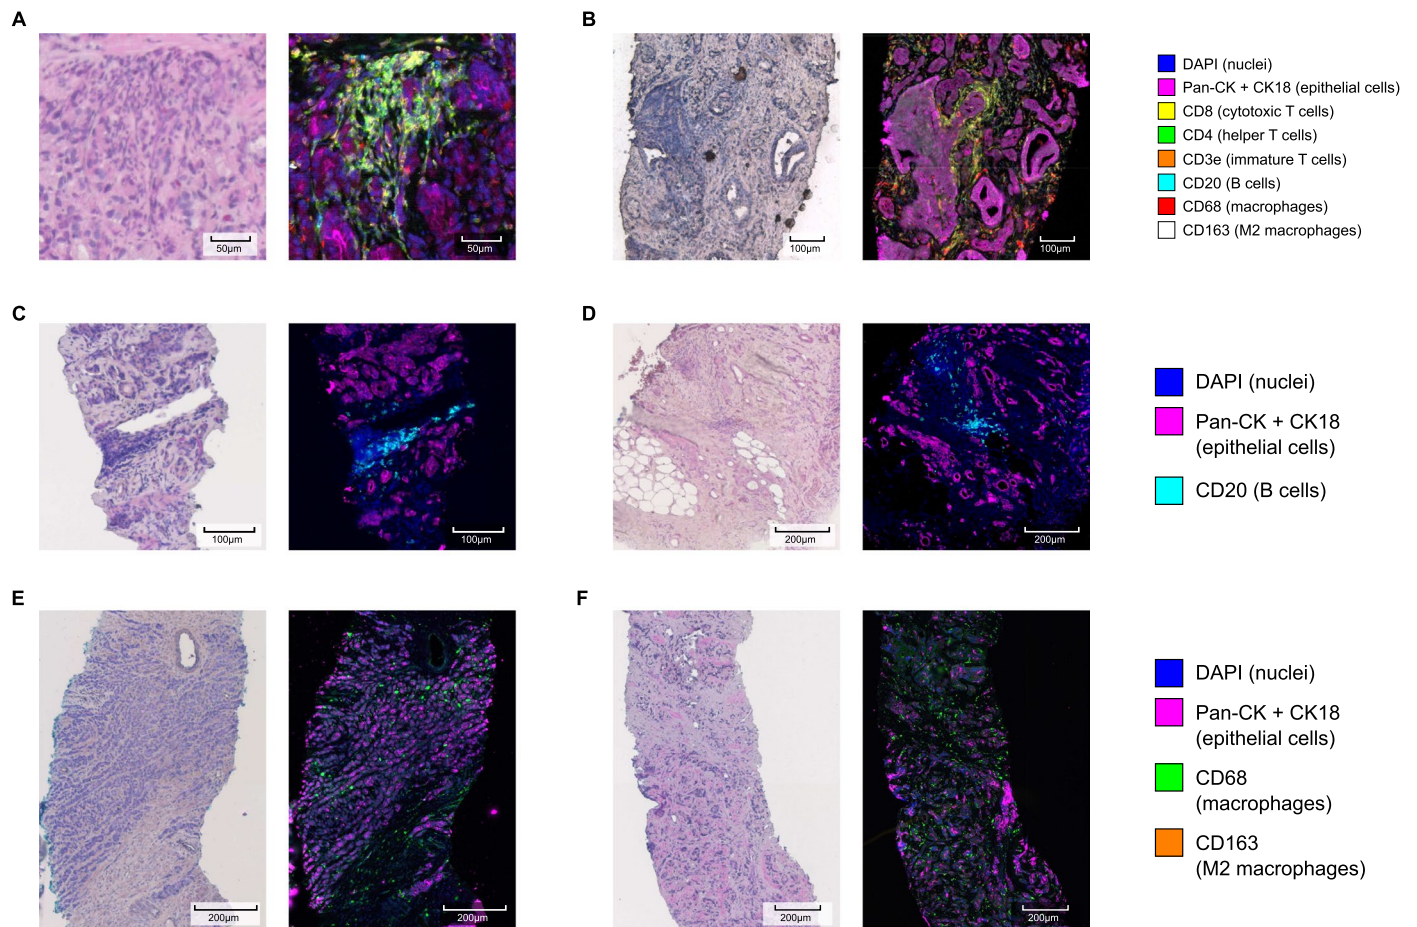 A
B
50µm
50µm
100µm
100µm
DAPI (nuclei)
Pan-CK + CK18 (epithelial cells)
CD8 (cytotoxic T cells)
CD4 (helper T cells)
CD3e (immature T cells)
CD20 (B cells)
CD68 (macrophages)
CD163 (M2 macrophages)
C
D
100µm
100µm
200µm
200µm
DAPI (nuclei)
Pan-CK + CK18
(epithelial cells)
CD20 (B cells)
E
F
200µm
200µm
200µm
200µm
DAPI (nuclei)
Pan-CK + CK18
(epithelial cells)
CD68
(macrophages)
CD163
(M2 macrophages)